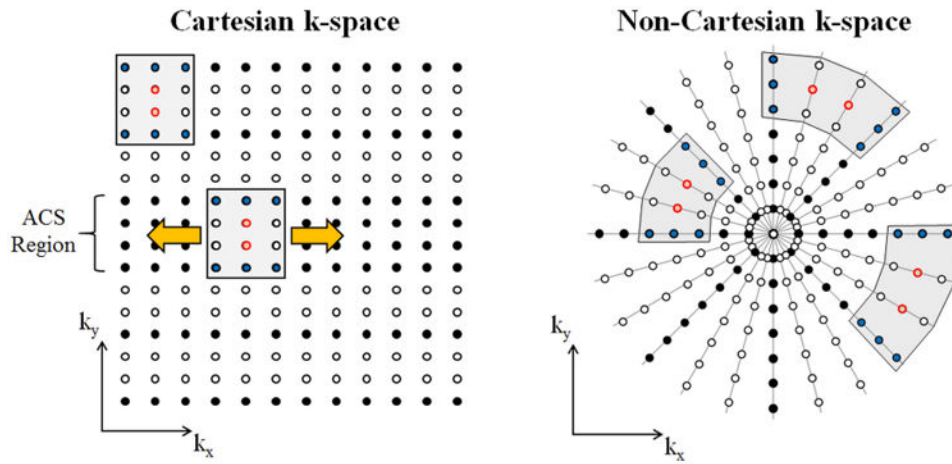 Cartesian k-space
Non-Cartesian k-space
ACS
Region
ky
kx
ky
kx